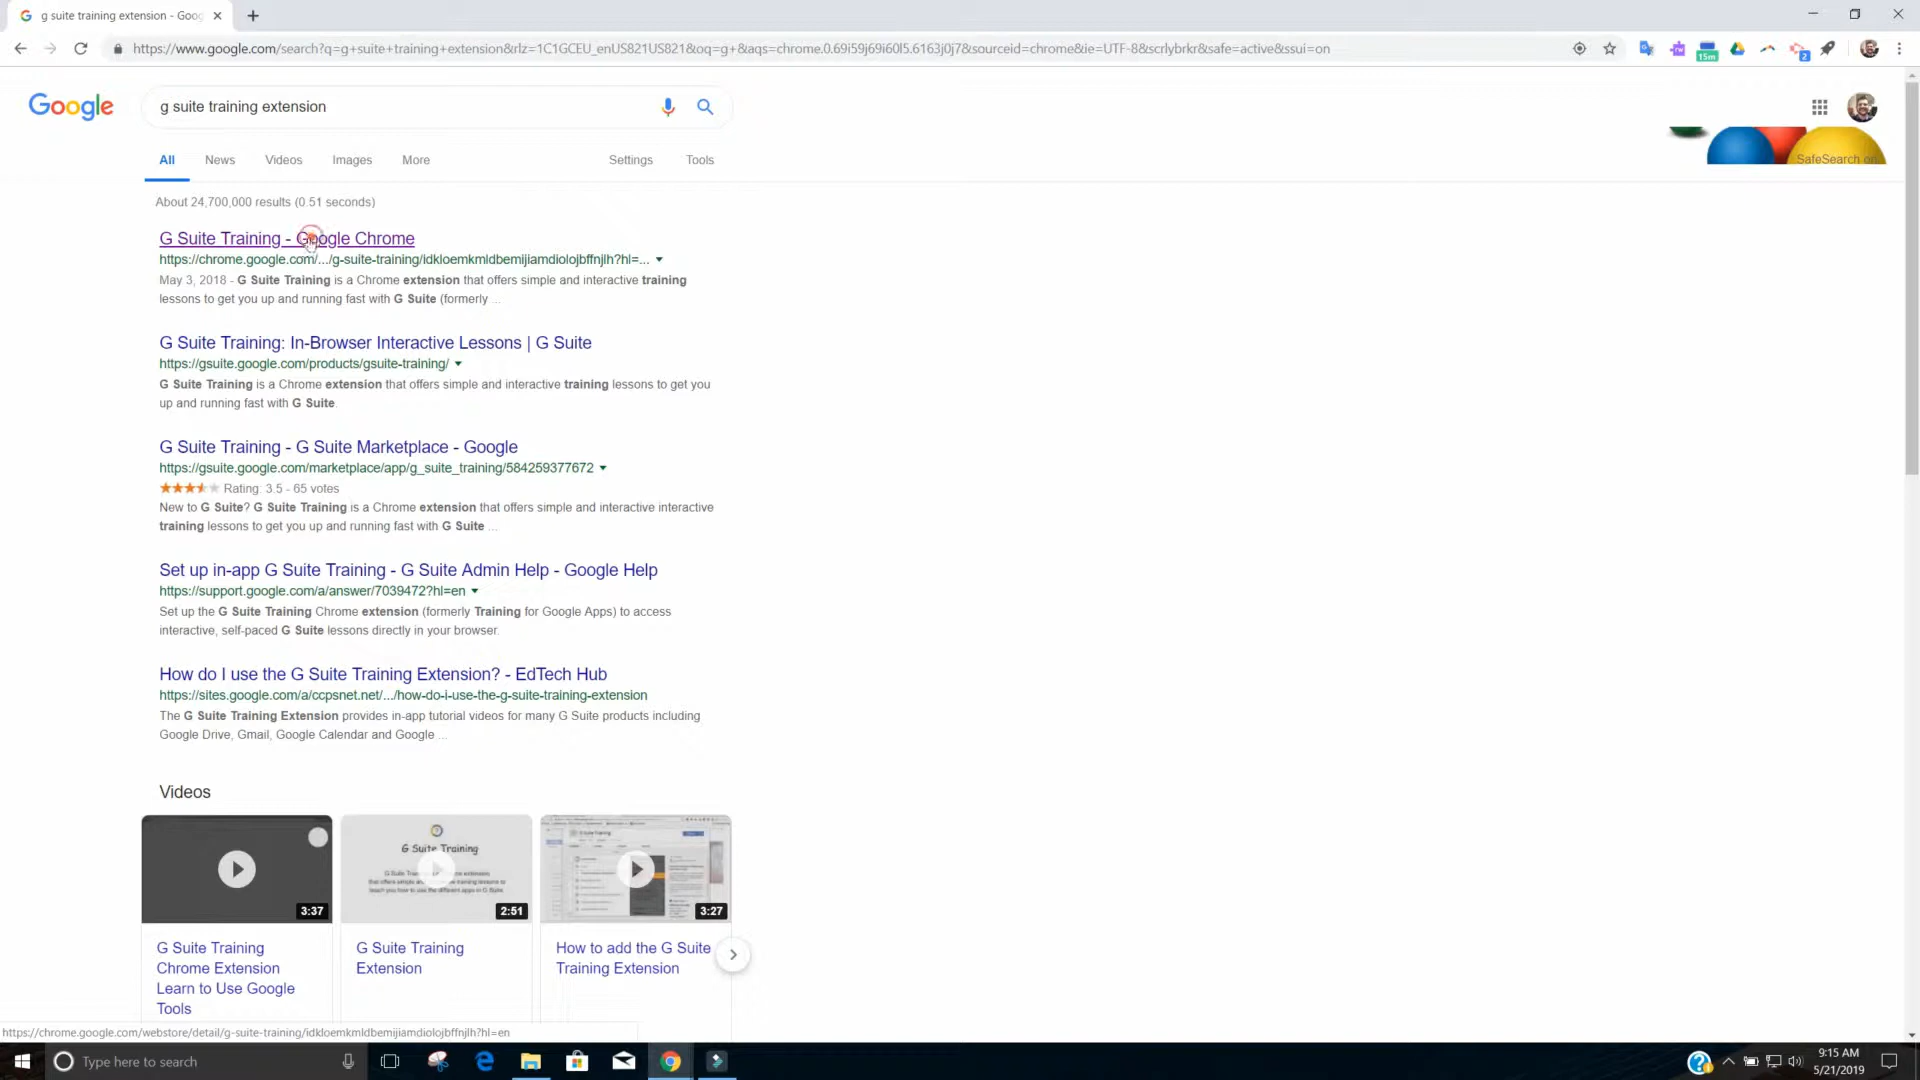 g suite training extension - Goog
https://www.google.com/search?q=g+suite+training+extension&rlz=1C1GCEU_enUS821US821&oq=g+&aqs=chrome.0.69i59j69i60l5.6163j0j7&sourceid=chrome&ie=UTF-8&scrlybrkr&safe=active&ssui=on
15m
2
Google
g suite training extension
All News Videos Images More Settings Tools
SafeSearch on
About 24,700,000 results (0.51 seconds)
G Suite Training - Google Chrome
https://chrome.google.com/.../g-suite-training/idkloemkmldbemijiamdiolojbffnjlh?hl=...
May 3, 2018 - G Suite Training is a Chrome extension that offers simple and interactive training
lessons to get you up and running fast with G Suite (formerly ...
G Suite Training: In-Browser Interactive Lessons | G Suite
https://gsuite.google.com/products/gsuite-training/
G Suite Training is a Chrome extension that offers simple and interactive training lessons to get you
up and running fast with G Suite.
G Suite Training - G Suite Marketplace - Google
https://gsuite.google.com/marketplace/app/g_suite_training/584259377672
Rating: 3.5 - 65 votes
New to G Suite? G Suite Training is a Chrome extension that offers simple and interactive interactive
training lessons to get you up and running fast with G Suite ...
Set up in-app G Suite Training - G Suite Admin Help - Google Help
https://support.google.com/a/answer/7039472?hl=en
Set up the G Suite Training Chrome extension (formerly Training for Google Apps) to access
interactive, self-paced G Suite lessons directly in your browser.
How do I use the G Suite Training Extension? - EdTech Hub
https://sites.google.com/a/ccpsnet.net/.../how-do-i-use-the-g-suite-training-extension
The G Suite Training Extension provides in-app tutorial videos for many G Suite products including
Google Drive, Gmail, Google Calendar and Google ...
Videos
G Suite Training
G Suite Training
3:37
2:51
3:27
G Suite Training
Chrome Extension
Learn to Use Google
Tools
G Suite Training
Extension
How to add the G Suite
Training Extension
https://chrome.google.com/webstore/detail/g-suite-training/idkloemkmldbemijiamdiolojbffnjlh?hl=en
Type here to search
9:15 AM
5/21/2019